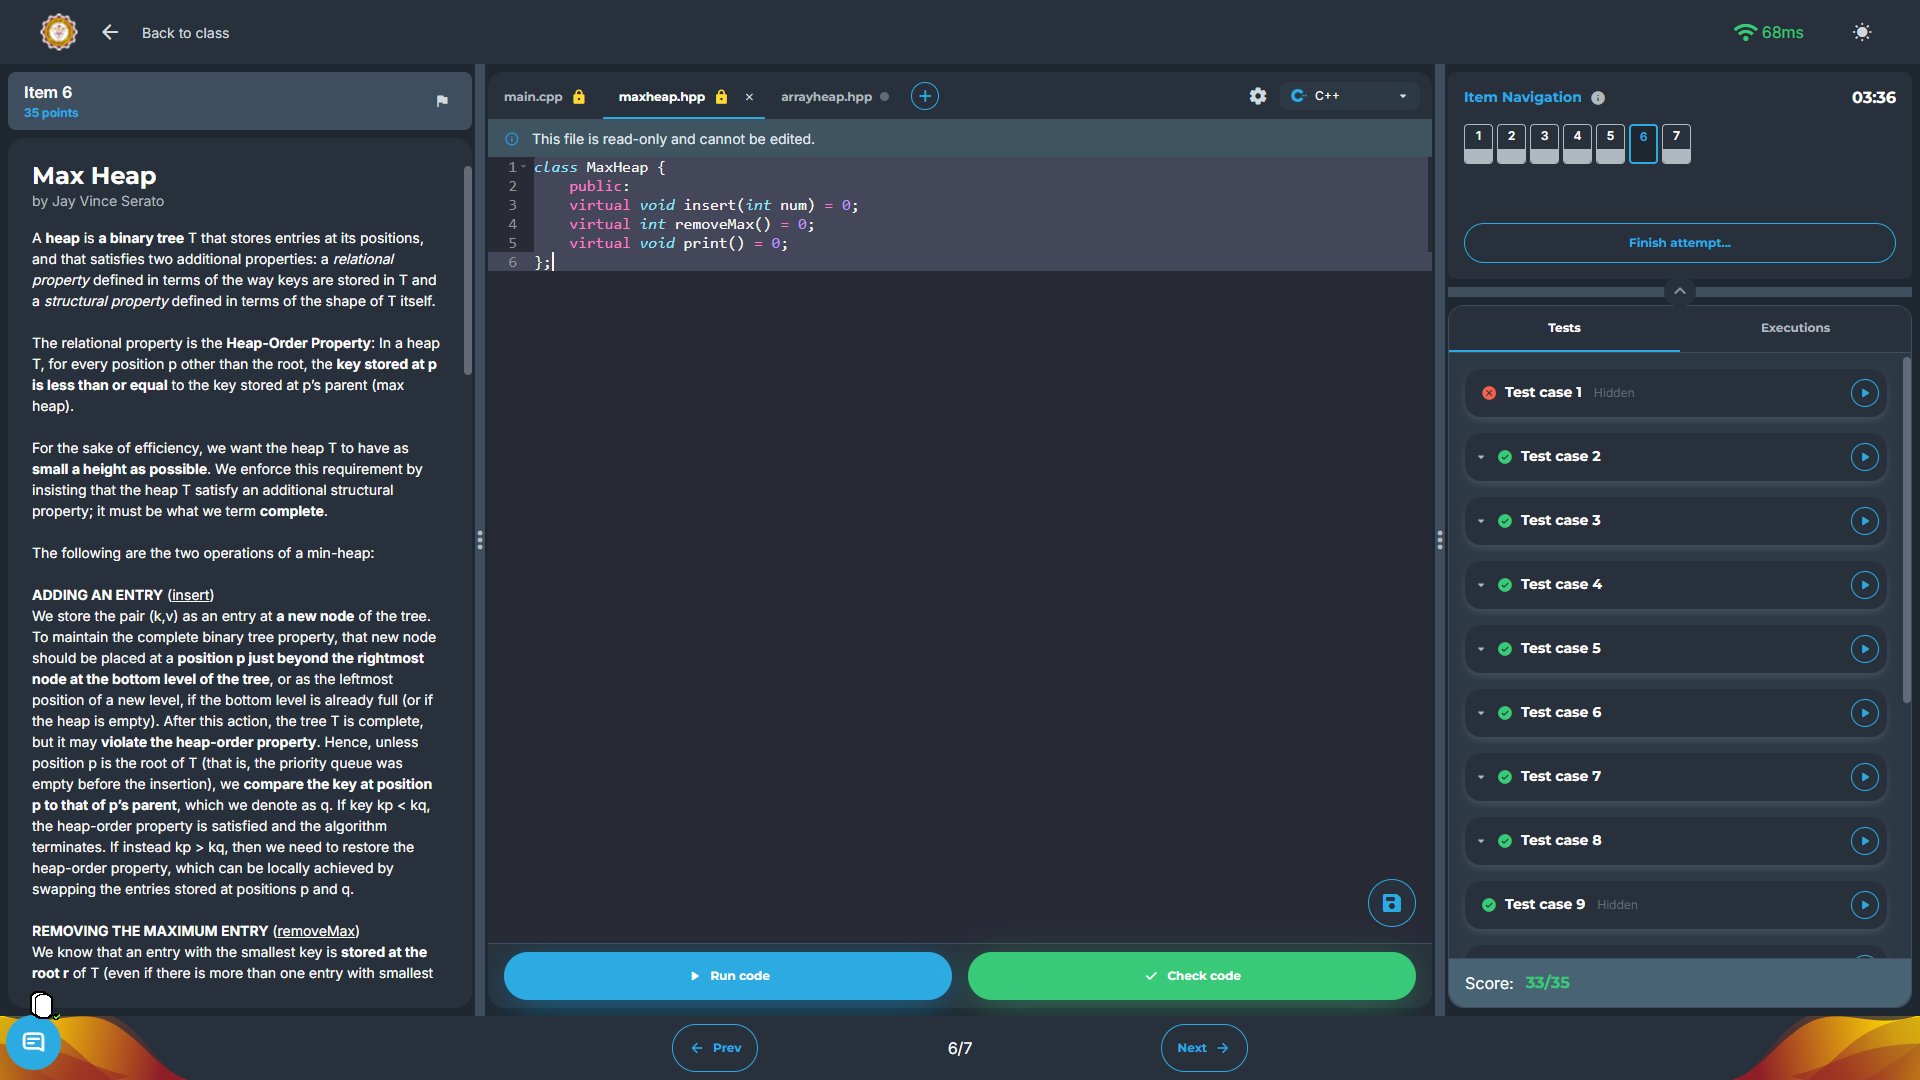 Back to class
68ms
Item 6
35 points
Max Heap
by Jay Vince Serato
A heap is a binary tree T that stores entries at its positions,
and that satisfies two additional properties: a relational
property defined in terms of the way keys are stored in T and
a structural property defined in terms of the shape of T itself.
The relational property is the Heap-Order Property: In a heap
T, for every position p other than the root, the key stored at p
is less than or equal to the key stored at p's parent (max
heap).
For the sake of efficiency, we want the heap T to have as
small a height as possible. We enforce this requirement by
insisting that the heap T satisfy an additional structural
property; it must be what we term complete.
The following are the two operations of a min-heap:
ADDING AN ENTRY (insert)
We store the pair (k,v) as an entry at a new node of the tree.
To maintain the complete binary tree property, that new node
should be placed at a position p just beyond the rightmost
node at the bottom level of the tree, or as the leftmost
position of a new level, if the bottom level is already full (or if
the heap is empty). After this action, the tree T is complete,
but it may violate the heap-order property. Hence, unless
position p is the root of T (that is, the priority queue was
empty before the insertion), we compare the key at position
p to that of p's parent, which we denote as q. If key kp < kq,
the heap-order property is satisfied and the algorithm
terminates. If instead kp > kq, then we need to restore the
heap-order property, which can be locally achieved by
swapping the entries stored at positions p and q.
REMOVING THE MAXIMUM ENTRY (removeMax)
We know that an entry with the smallest key is stored at the
root r of T (even if there is more than one entry with smallest
main.cpp
maxheap.hpp
arrayheap.hpp
C++
This file is read-only and cannot be edited.
1 class MaxHeap {
2 public:
3 virtual void insert(int num) = 0;
4 virtual int removeMax() = 0;
5 virtual void print() = 0;
6 };
Run code
Check code
Item Navigation
03:36
1 2 3 4 5 6 7
Finish attempt...
Tests
Executions
Test case 1 Hidden
Test case 2
Test case 3
Test case 4
Test case 5
Test case 6
Test case 7
Test case 8
Test case 9 Hidden
Score: 33/35
Prev
6/7
Next